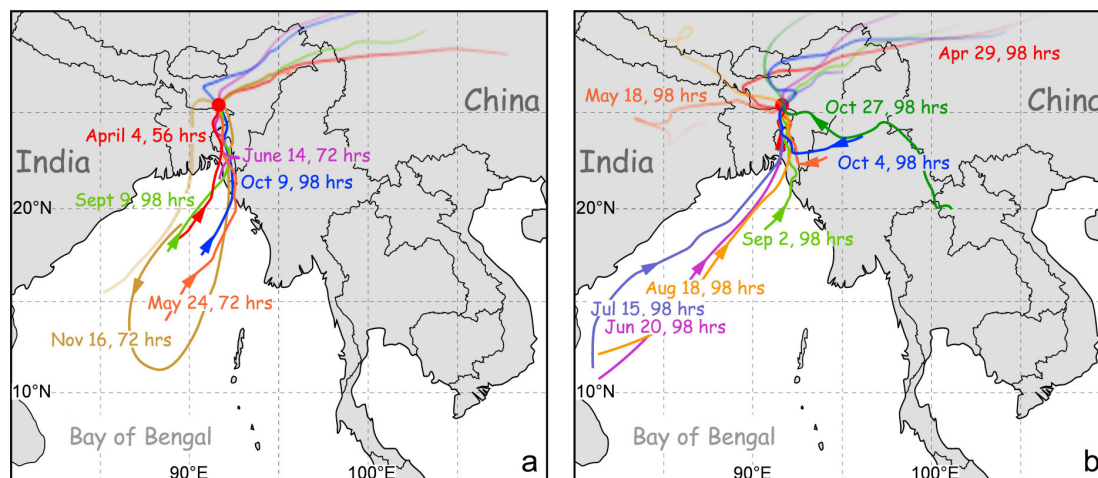 China
April 4, 56 hrs
India
June 14, 72 hrs
Oct 9, 98 hrs
Sept 9, 98 hrs
20°N
May 24, 72 hrs
Nov 16, 72 hrs
10°N
Bay of Bengal
90°E
100°E
a
Apr 29, 98 hrs
May 18, 98 hrs
China
Oct 27, 98 hrs
India
Oct 4, 98 hrs
20°N
Sep 2, 98 hrs
Aug 18, 98 hrs
Jul 15, 98 hrs
Jun 20, 98 hrs
10°N
Bay of Bengal
90°E
100°E
b